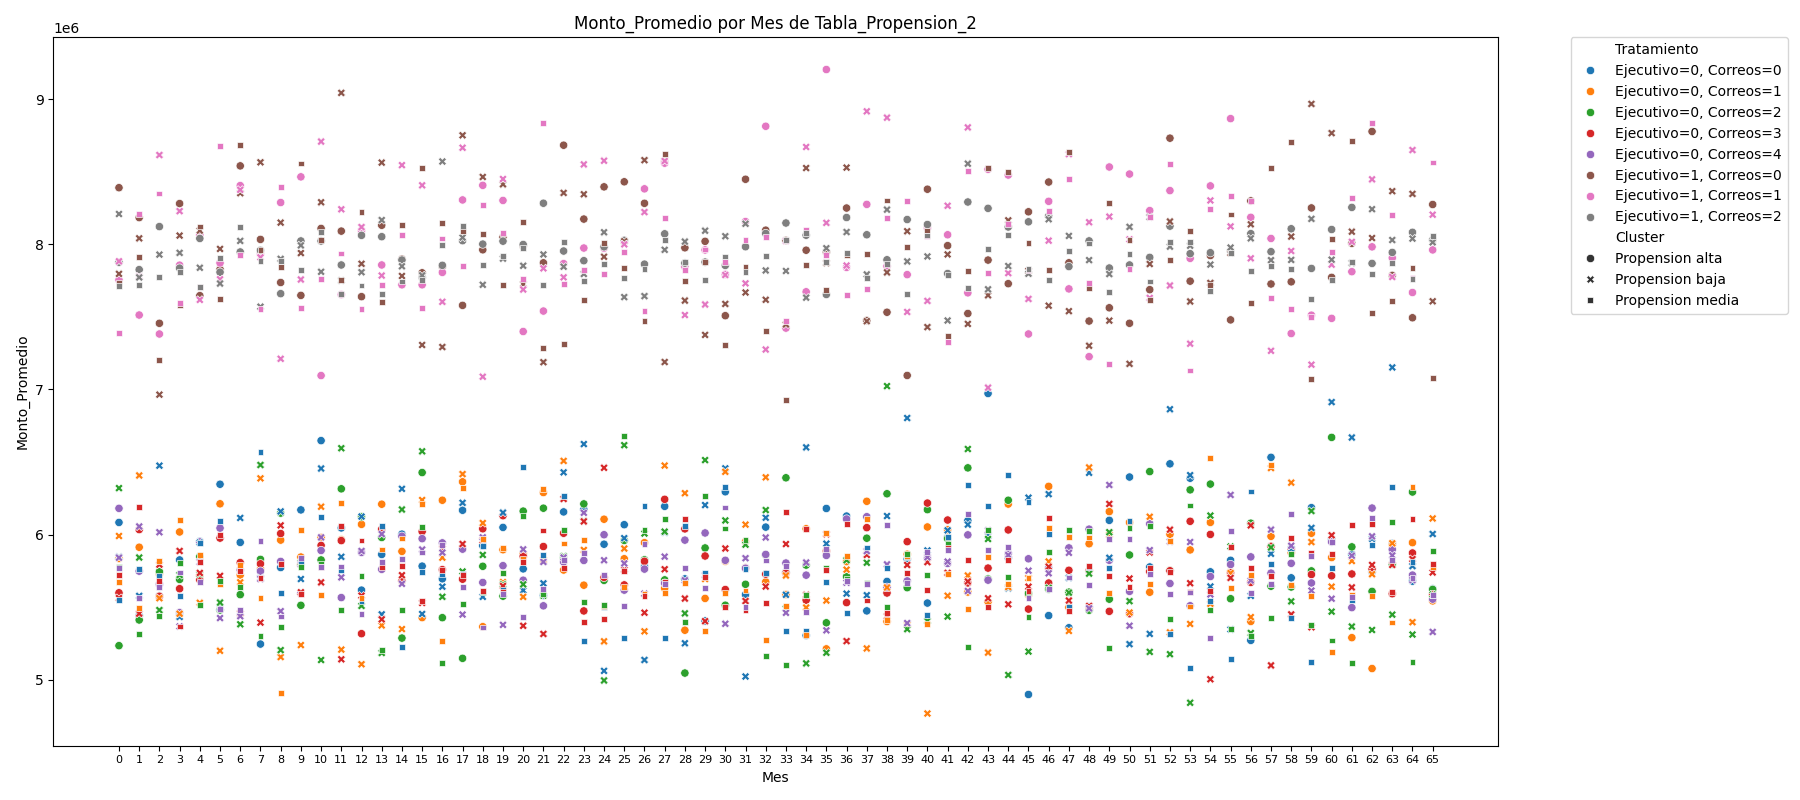 Monto_Promedio por Mes de Tabla_Propension_2
1e6
9
8
7
6
5
Monto_Promedio
0 1 2 3 4 5 6 7 8 9 10 11 12 13 14 15 16 17 18 19 20 21 22 23 24 25 26 27 28 29 30 31 32 33 34 35 36 37 38 39 40 41 42 43 44 45 46 47 48 49 50 51 52 53 54 55 56 57 58 59 60 61 62 63 64 65
Mes
Tratamiento
Ejecutivo=0, Correos=0
Ejecutivo=0, Correos=1
Ejecutivo=0, Correos=2
Ejecutivo=0, Correos=3
Ejecutivo=0, Correos=4
Ejecutivo=1, Correos=0
Ejecutivo=1, Correos=1
Ejecutivo=1, Correos=2
Cluster
Propension alta
Propension baja
Propension media